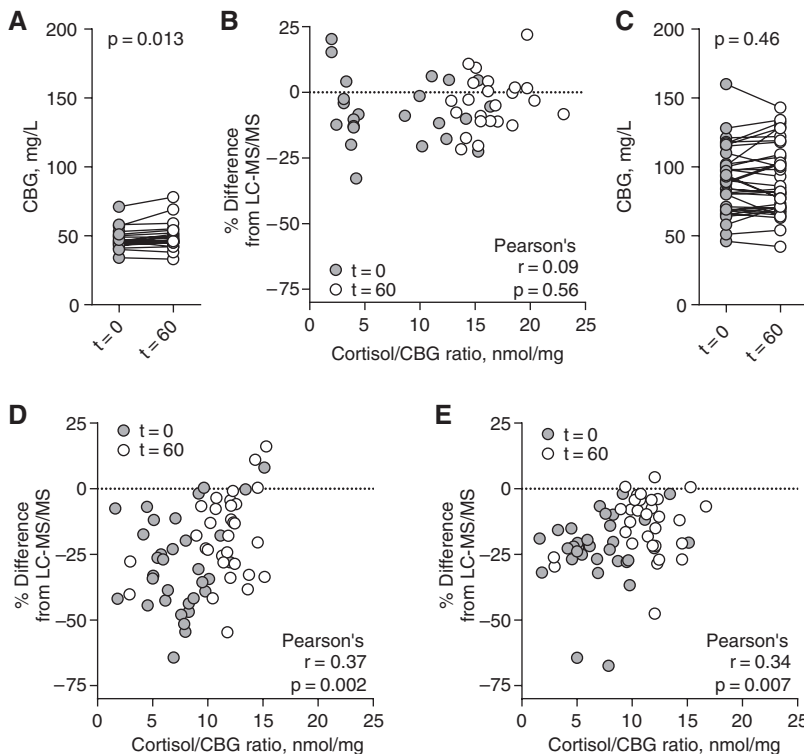 A
p = 0.013
CBG, mg/L
200
150
100
50
0
t = 0
t = 60
B
% Difference
from LC-MS/MS
25
0
−25
−50
−75
t = 0
t = 60
Pearson's
r = 0.09
p = 0.56
0
5
10
15
20
25
Cortisol/CBG ratio, nmol/mg
C
p = 0.46
CBG, mg/L
200
150
100
50
0
t = 0
t = 60
D
% Difference
from LC-MS/MS
25
0
−25
−50
−75
t = 0
t = 60
Pearson's
r = 0.37
p = 0.002
0
5
10
15
20
25
Cortisol/CBG ratio, nmol/mg
E
% Difference
from LC-MS/MS
25
0
−25
−50
−75
t = 0
t = 60
Pearson's
r = 0.34
p = 0.007
0
5
10
15
20
25
Cortisol/CBG ratio, nmol/mg